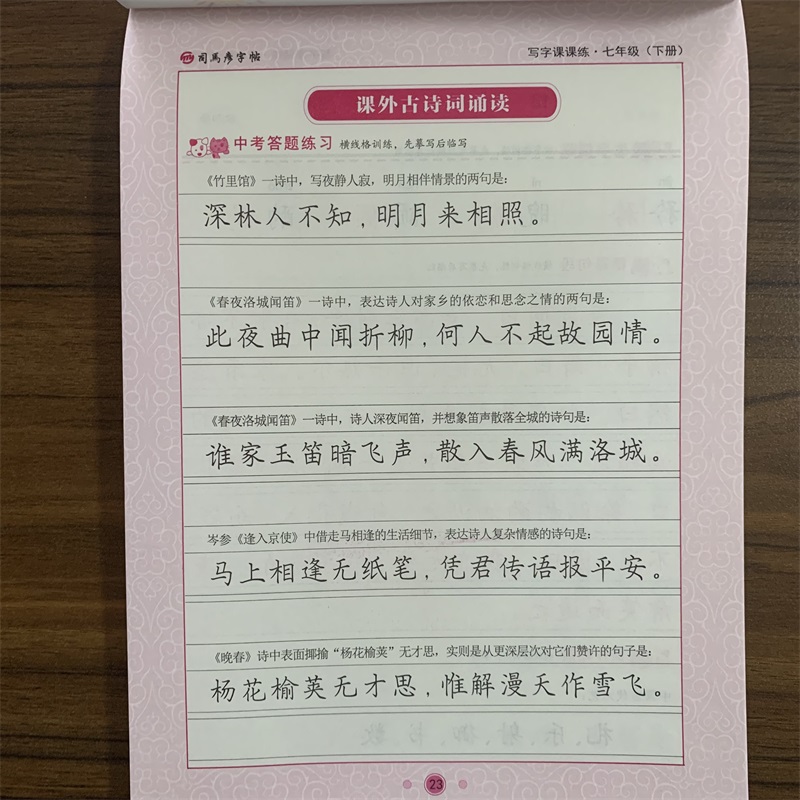 司马彦字帖
写字课课练·七年级（下册）
课外古诗词诵读
中考答题练习 横线格训练，先摹写后临写
《竹里馆》一诗中，写夜静人寂，明月相伴情景的两句是：
深林人不知，明月来相照。
《春夜洛城闻笛》一诗中，表达诗人对家乡的依恋和思念之情的两句是：
此夜曲中闻折柳，何人不起故园情。
《春夜洛城闻笛》一诗中，诗人深夜闻笛，并想象笛声散落全城的诗句是：
谁家玉笛暗飞声，散入春风满洛城。
岑参《逢入京使》中借走马相逢的生活细节，表达诗人复杂情感的诗句是：
马上相逢无纸笔，凭君传语报平安。
《晚春》诗中表面揶揄“杨花榆荚”无才思，实则是从更深层次对它们赞许的句子是：
杨花榆荚无才思，惟解漫天作雪飞。
23